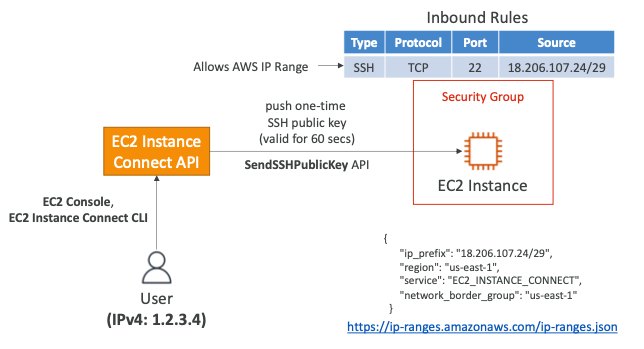 Inbound Rules
Type Protocol Port Source
SSH TCP 22 18.206.107.24/29
Allows AWS IP Range
Security Group
push one-time
SSH public key
(valid for 60 secs)
SendSSHPublicKey API
EC2 Instance
Connect API
EC2 Instance
EC2 Console,
EC2 Instance Connect CLI
User
(IPv4: 1.2.3.4)
{
"ip_prefix": "18.206.107.24/29",
"region": "us-east-1",
"service": "EC2_INSTANCE_CONNECT",
"network_border_group": "us-east-1"
}
https://ip-ranges.amazonaws.com/ip-ranges.json